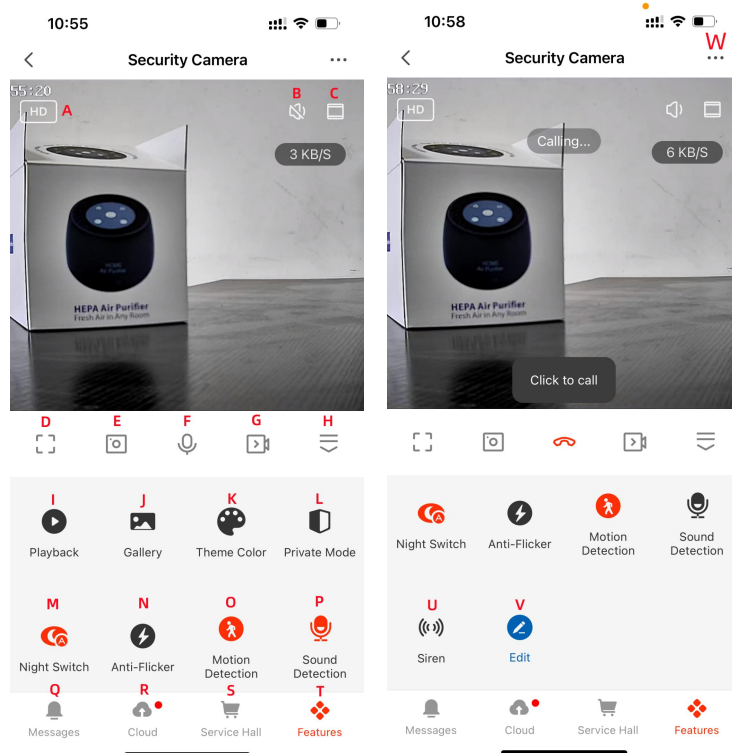 10:55
Security Camera
55:20
HD
A
B
C
3 KB/S
HEPA Air Purifier
Fresh Air in Any Room
D
E
F
G
H
I
J
K
L
Playback
Gallery
Theme Color
Private Mode
M
N
O
P
Night Switch
Anti-Flicker
Motion
Detection
Sound
Detection
Q
R
S
T
Messages
Cloud
Service Hall
Features
10:58
W
Security Camera
58:29
HD
Calling...
6 KB/S
HEPA Air Purifier
Fresh Air in Any Room
Click to call
A
Night Switch
Anti-Flicker
Motion
Detection
Sound
Detection
U
V
Siren
Edit
Messages
Cloud
Service Hall
Features